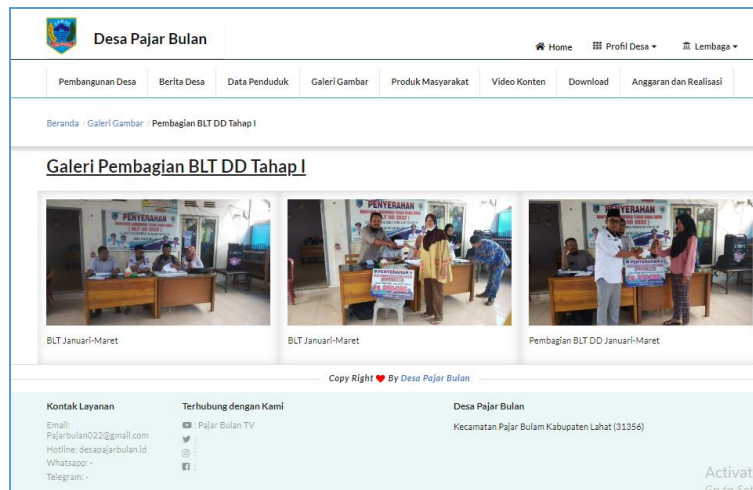 Desa Pajar Bulan
Home Profil Desa Lembaga
Pembangunan Desa Berita Desa Data Penduduk Galeri Gambar Produk Masyarakat Video Konten Download Anggaran dan Realisasi
Beranda / Galeri Gambar / Pembagian BLT DD Tahap I
Galeri Pembagian BLT DD Tahap I
PENYERAHAN
PENYERAHAN
PENYERAHAN
BLT Januari-Maret
BLT Januari-Maret
Pembagian BLT DD Januari-Maret
Copy Right By Desa Pajar Bulan
Kontak Layanan
Email:
Pajarbulan022@gmail.com
Hotline: desapajarbulan.id
Whatsapp: -
Telegram: -
Terhubung dengan Kami
: Pajar Bulan TV
:
:
:
Desa Pajar Bulan
Kecamatan Pajar Bulam Kabupaten Lahat (31356)
Activat
Go to Set